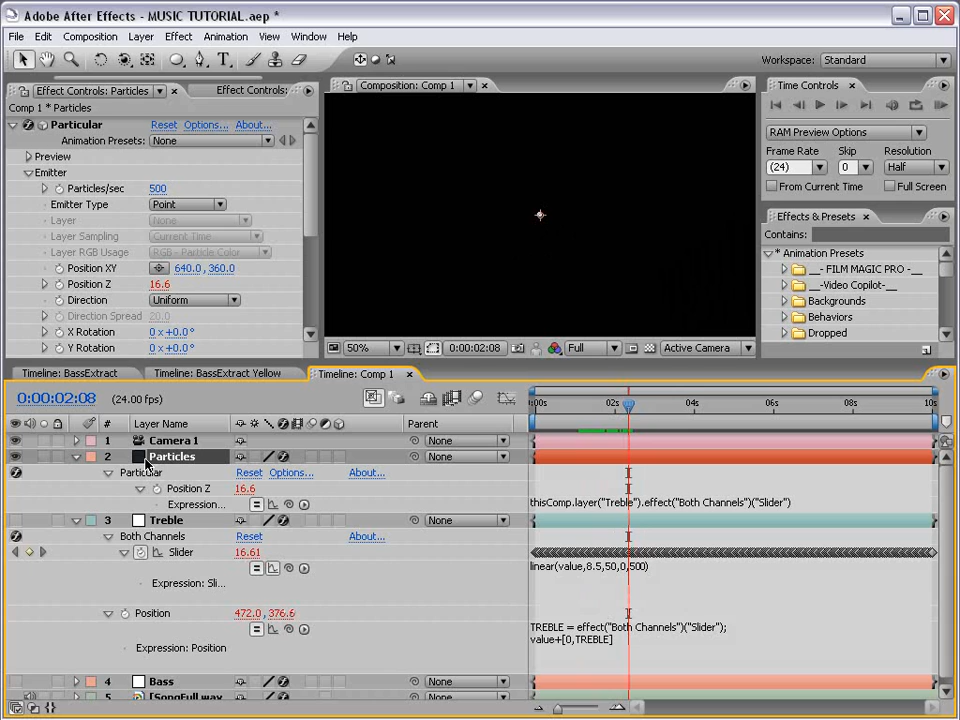 Adobe After Effects - MUSIC TUTORIAL.aep *
File Edit Composition Layer Effect Animation View Window Help
Workspace: Standard
Effect Controls: Particles Effect Controls:
Comp 1 * Particles
Particular Reset Options... About...
Animation Presets: None
Preview
Emitter
Particles/sec 500
Emitter Type Point
Layer None
Layer Sampling Current Time
Layer RGB Usage RGB - Particle Color
Position XY 640.0, 360.0
Position Z 16.6
Direction Uniform
Direction Spread 20.0
X Rotation 0 x +0.0°
Y Rotation 0 x +0.0°
Composition: Comp 1
50% 0:00:02:08 Full Active Camera
Time Controls
RAM Preview Options
Frame Rate Skip Resolution
(24) 0 Half
From Current Time Full Screen
Effects & Presets
Contains:
* Animation Presets
__- FILM MAGIC PRO -__
__-Video Copilot-__
Backgrounds
Behaviors
Dropped
Timeline: BassExtract Timeline: BassExtract Yellow Timeline: Comp 1
0:00:02:08 (24.00 fps)
:00s 02s 04s 06s 08s 10s
# Layer Name Parent
1 Camera 1 None
2 Particles None
Particular Reset Options... About...
Position Z 16.6
Expression... thisComp.layer("Treble").effect("Both Channels")("Slider")
3 Treble None
Both Channels Reset About...
Slider 16.61
linear(value,8.5,50,0,500)
Expression: Sli...
Position 472.0, 376.6
TREBLE = effect("Both Channels")("Slider");
value+[0,TREBLE]
Expression: Position
4 Bass None
5 [SongFull.wav None